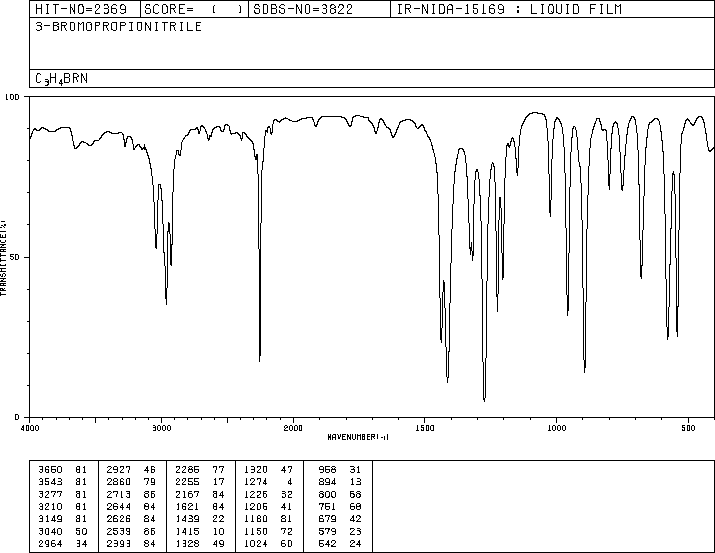 HIT-NO=2369 SCORE= ( ) SDBS-NO=3822 IR-NIDA-15169 : LIQUID FILM
3-BROMOPROPIONITRILE
C3H4BRN
100
50
0
TRANSMITTANCE(%)
4000 3000 2000 1500 1000 500
WAVENUMBER(-1)
3660 81 2927 46 2286 77 1320 47 958 31
3543 81 2860 79 2255 17 1274 4 894 13
3277 81 2713 86 2167 84 1226 32 800 68
3210 81 2644 84 1621 84 1206 41 751 68
3149 81 2626 84 1439 22 1180 81 679 42
3040 50 2539 86 1415 10 1150 72 579 23
2964 34 2393 84 1328 49 1024 60 542 24